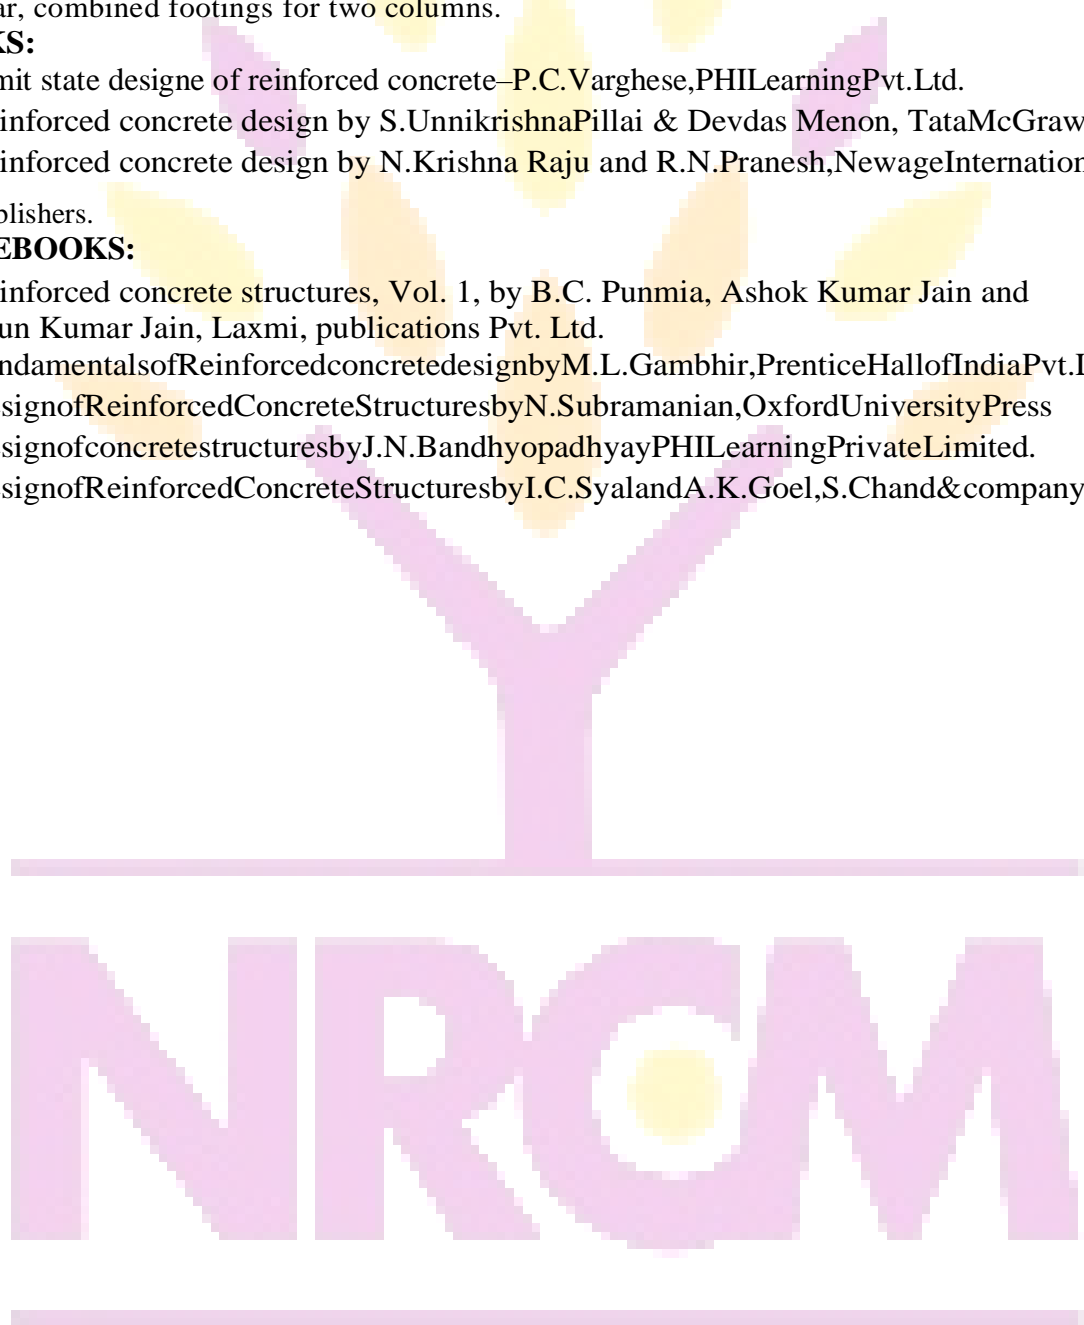 ar, combined footings for two columns.
KS:
mit state designe of reinforced concrete–P.C.Varghese,PHILearningPvt.Ltd.
inforced concrete design by S.UnnikrishnaPillai & Devdas Menon, TataMcGraw
inforced concrete design by N.Krishna Raju and R.N.Pranesh,NewageInternation
blishers.
EBOOKS:
inforced concrete structures, Vol. 1, by B.C. Punmia, Ashok Kumar Jain and
un Kumar Jain, Laxmi, publications Pvt. Ltd.
ndamentalsofReinforcedconcretedesignbyM.L.Gambhir,PrenticeHallofIndiaPvt.L
signofReinforcedConcreteStructuresbyN.Subramanian,OxfordUniversityPress
signofconcretestructuresbyJ.N.BandhyopadhyayPHILearningPrivateLimited.
signofReinforcedConcreteStructuresbyI.C.SyalandA.K.Goel,S.Chand&company
NRCM